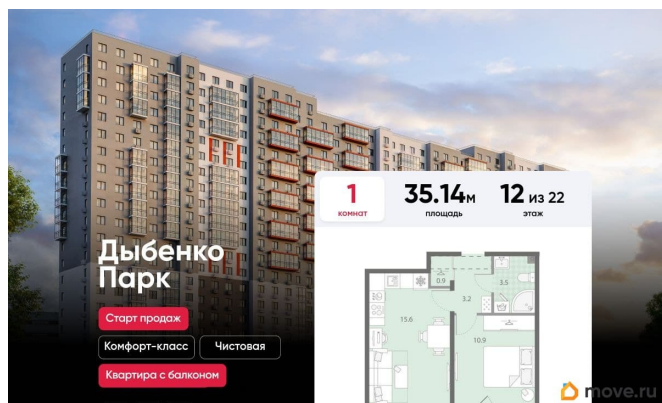 1
комнат
35.14м
площадь
12 из 22
этаж
Дыбенко
Парк
Старт продаж
Комфорт-класс
Чистовая
Квартира с балконом
0.9
3.5
3.2
15.6
10.9
move.ru